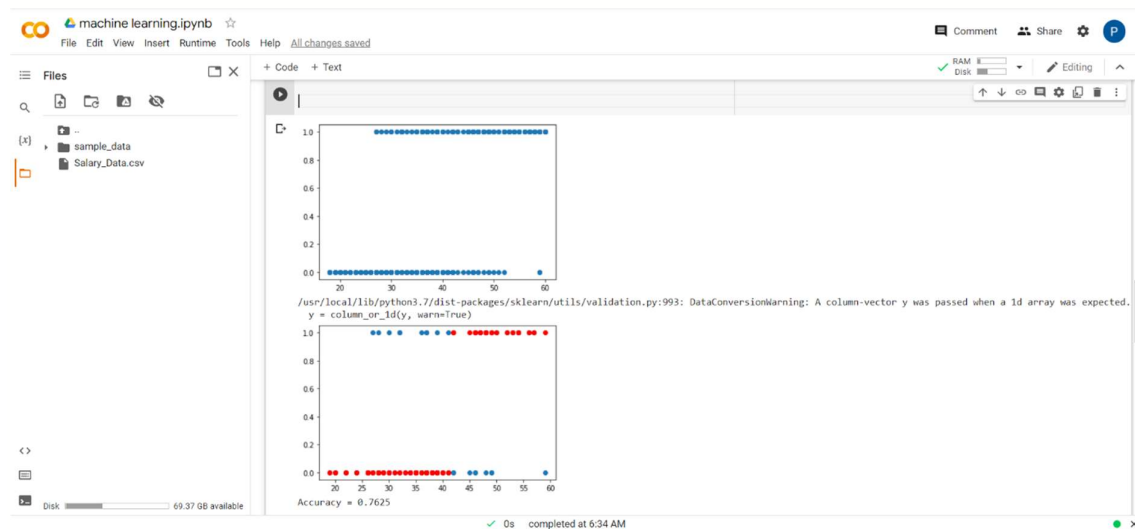 machine learning.ipynb
File Edit View Insert Runtime Tools Help All changes saved
Comment Share P
Files
+ Code + Text
RAM
Disk
Editing
{x}
..
sample_data
Salary_Data.csv
1.0
0.8
0.6
0.4
0.2
0.0
20 30 40 50 60
/usr/local/lib/python3.7/dist-packages/sklearn/utils/validation.py:993: DataConversionWarning: A column-vector y was passed when a 1d array was expected.
y = column_or_1d(y, warn=True)
1.0
0.8
0.6
0.4
0.2
0.0
20 25 30 35 40 45 50 55 60
Accuracy = 0.7625
Disk 69.37 GB available
0s completed at 6:34 AM